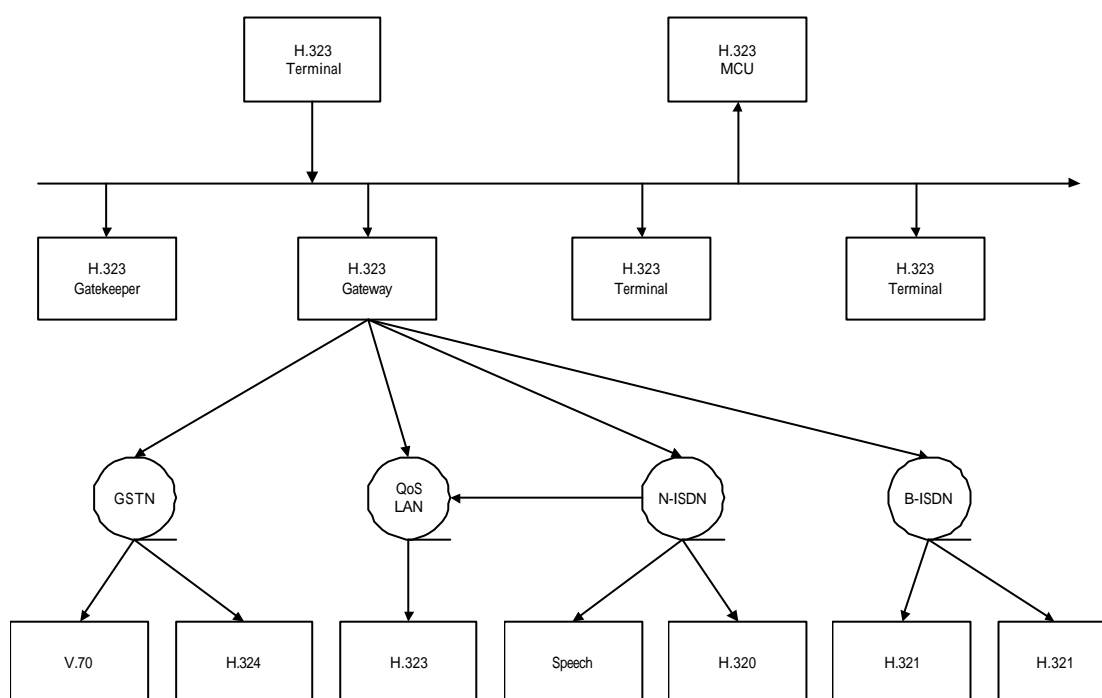 H.323
Terminal
H.323
MCU
H.323
Gatekeeper
H.323
Gateway
H.323
Terminal
H.323
Terminal
GSTN
QoS
LAN
N-ISDN
B-ISDN
V.70
H.324
H.323
Speech
H.320
H.321
H.321